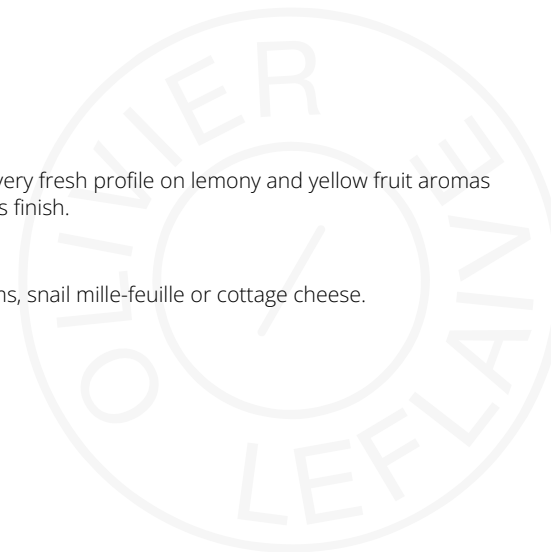 OLIVIER LEFLAIVE
very fresh profile on lemony and yellow fruit aromas
s finish.
ns, snail mille-feuille or cottage cheese.